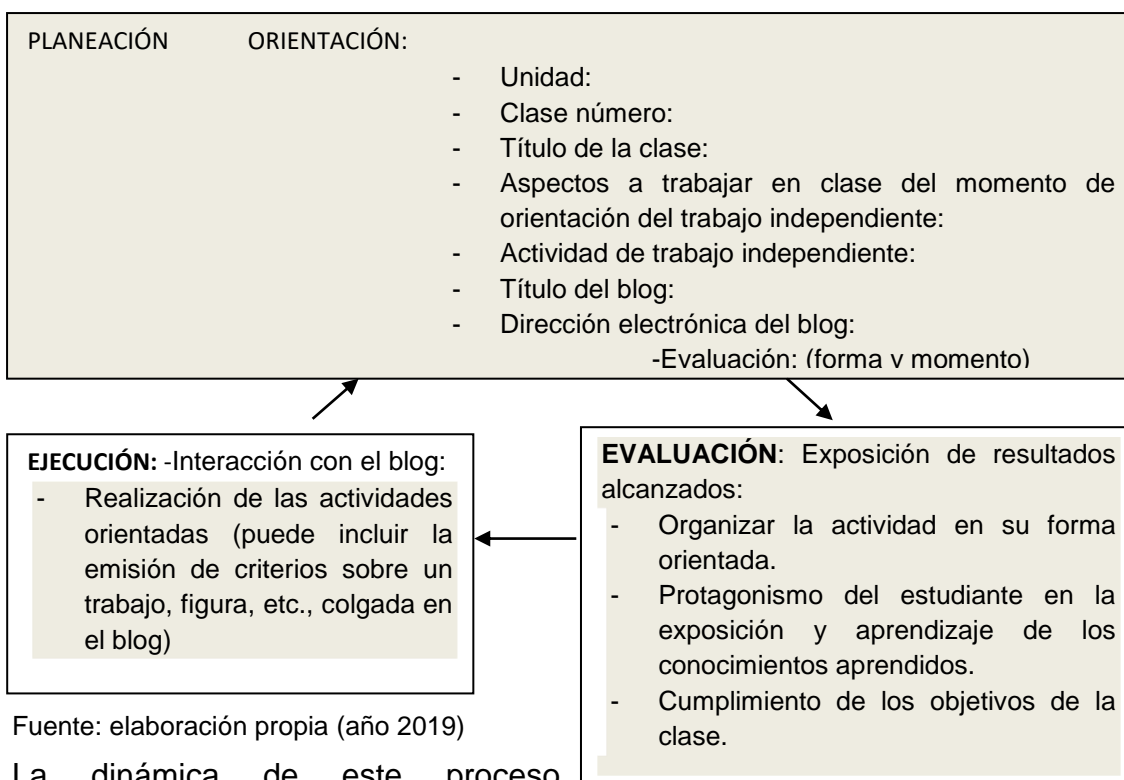 PLANEACIÓN ORIENTACIÓN:
- Unidad:
- Clase número:
- Título de la clase:
- Aspectos a trabajar en clase del momento de
orientación del trabajo independiente:
- Actividad de trabajo independiente:
- Título del blog:
- Dirección electrónica del blog:
-Evaluación: (forma y momento)
EJECUCIÓN: -Interacción con el blog:
- Realización de las actividades
orientadas (puede incluir la
emisión de criterios sobre un
trabajo, figura, etc., colgada en
el blog)
EVALUACIÓN: Exposición de resultados
alcanzados:
- Organizar la actividad en su forma
orientada.
- Protagonismo del estudiante en la
exposición y aprendizaje de los
conocimientos aprendidos.
- Cumplimiento de los objetivos de la
clase.
Fuente: elaboración propia (año 2019)
La dinámica de este proceso